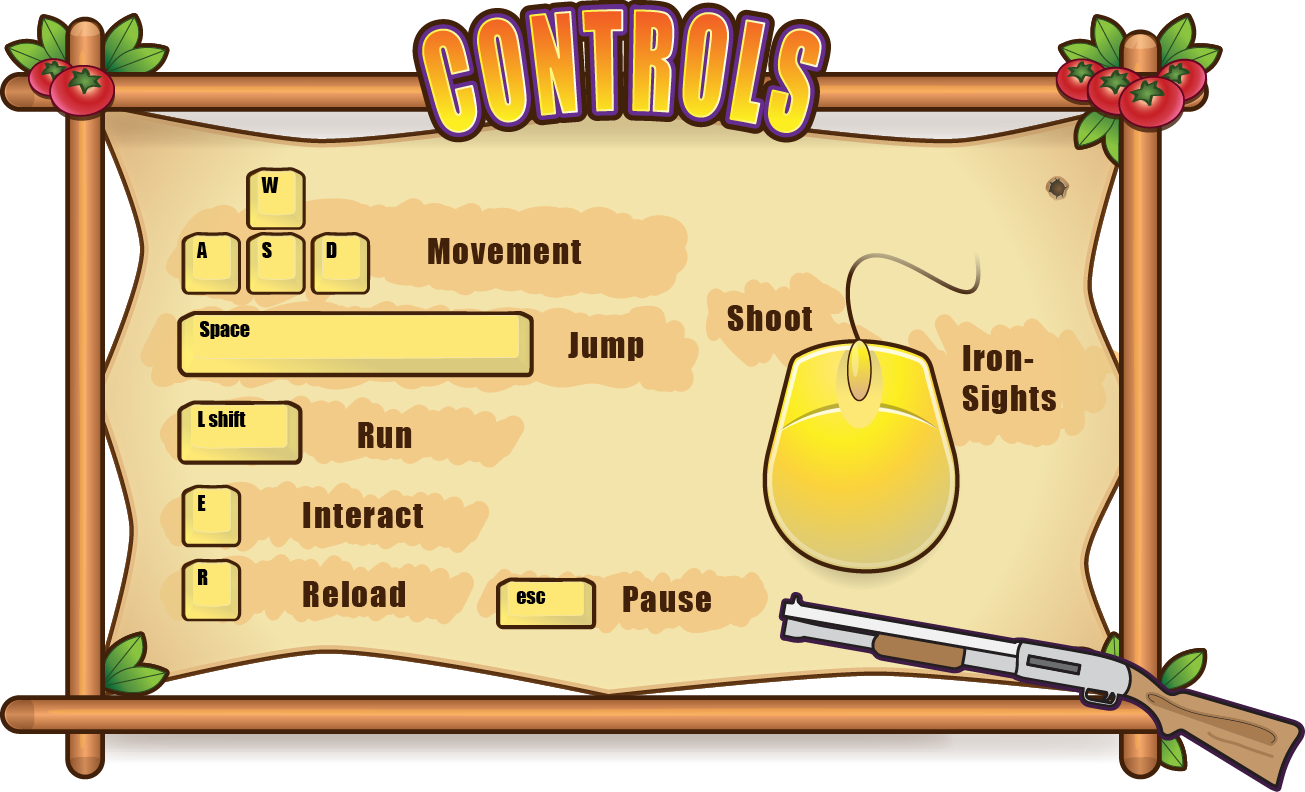 CONTROLS
W
A S D
Movement
Space
Jump
L shift
Run
E
Interact
R
Reload
esc
Pause
Shoot
Iron-
Sights